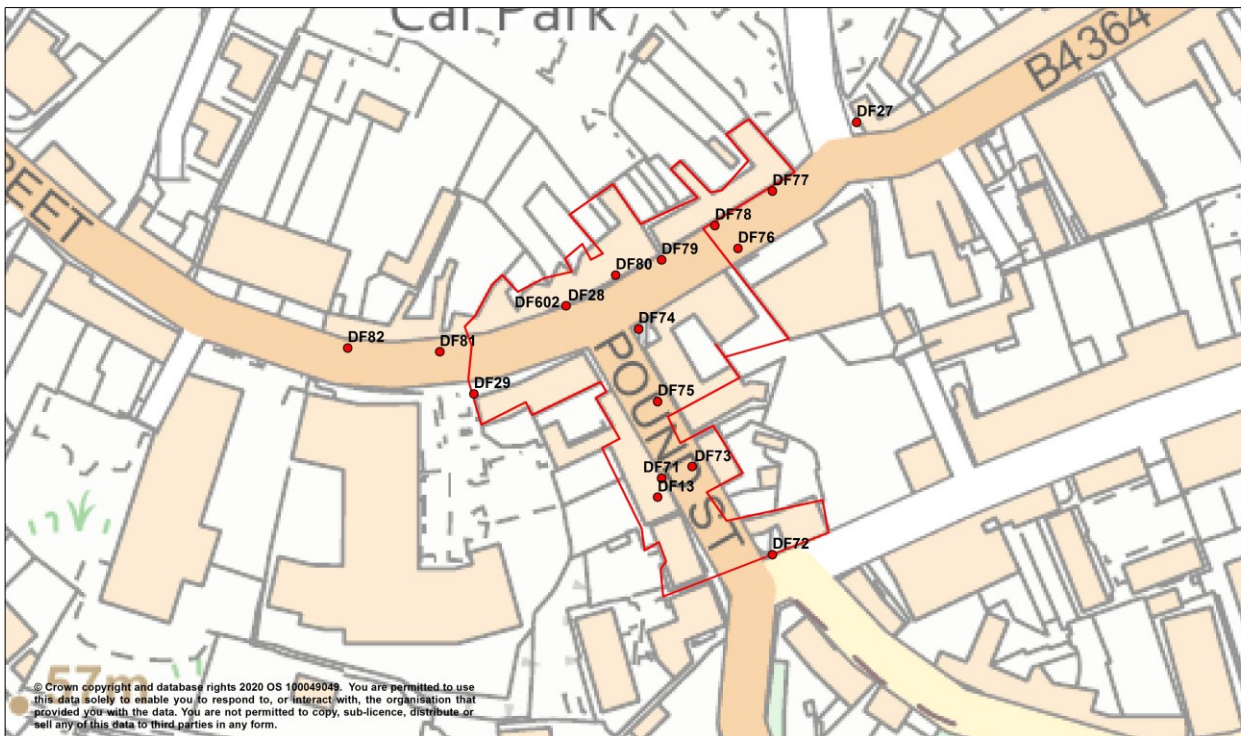 Car Park
B4364
DF27
DF77
DF78
DF76
DF79
DF80
DF602
DF28
REET
DF74
DF82
DF81
POUND ST
DF29
DF75
DF73
DF71
DF13
DF72
57m
© Crown copyright and database rights 2020 OS 100049049. You are permitted to use
this data solely to enable you to respond to, or interact with, the organisation that
provided you with the data. You are not permitted to copy, sub-licence, distribute or
sell any of this data to third parties in any form.